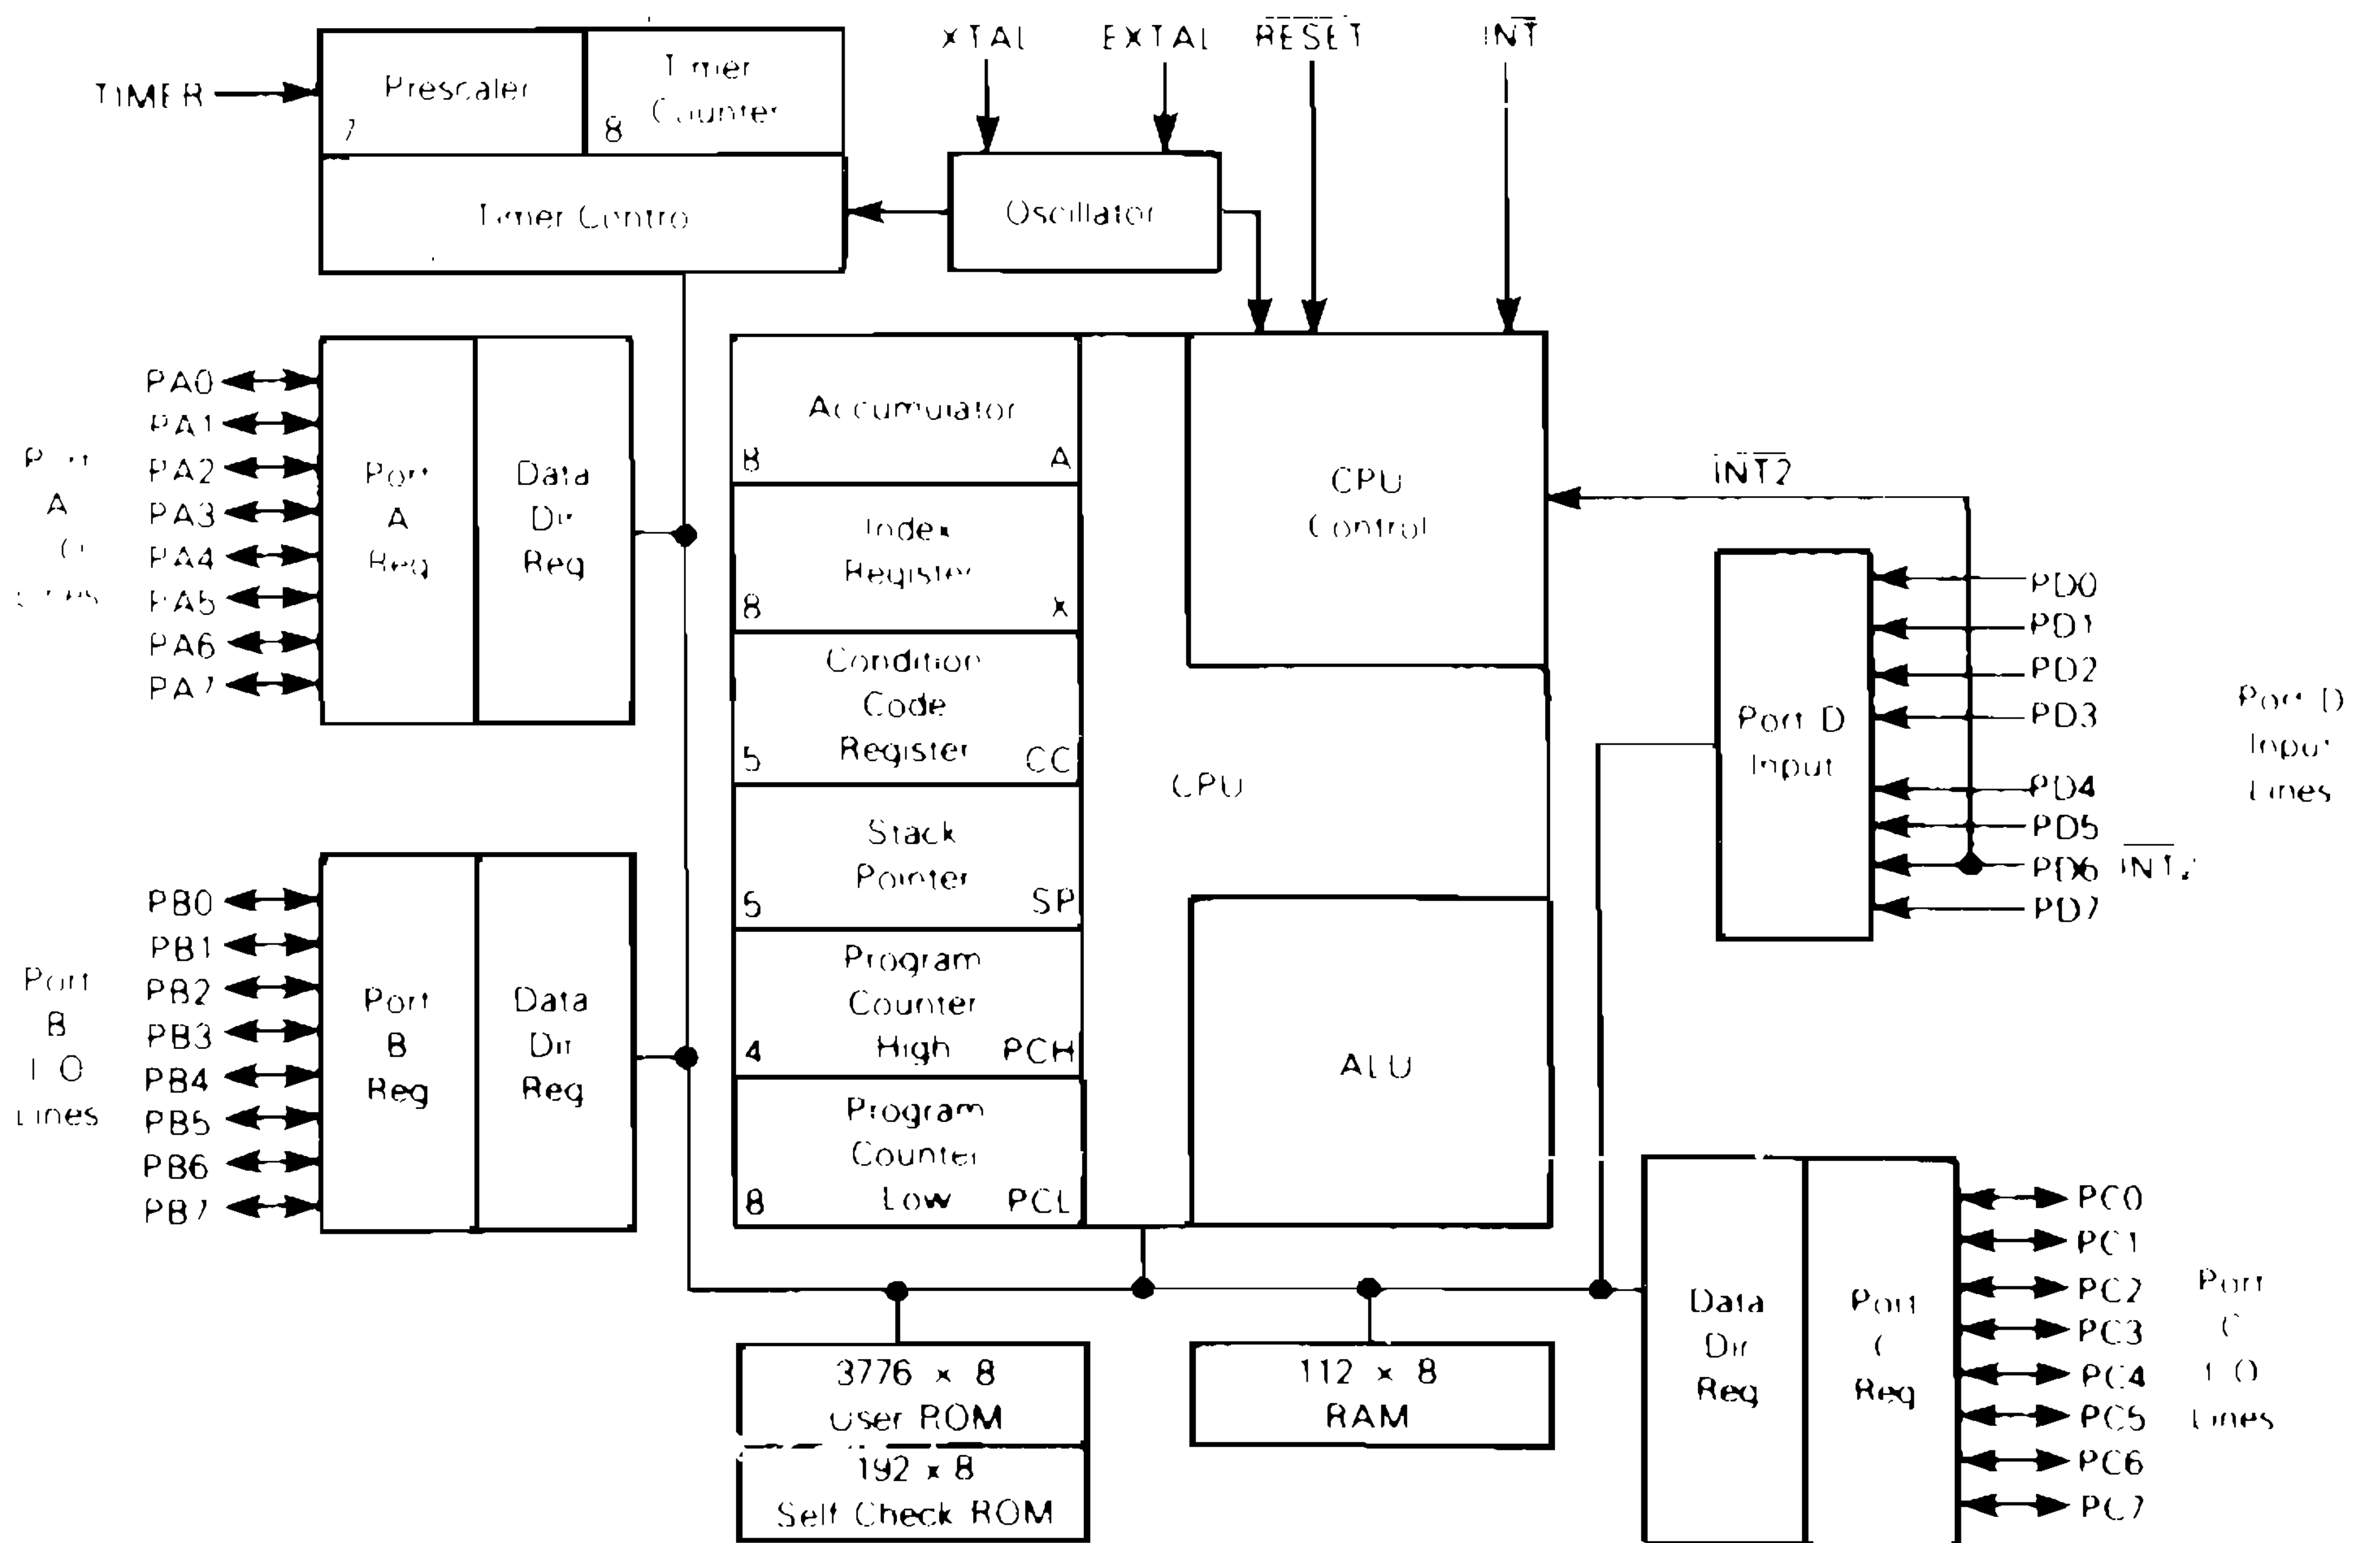 XTAL
EXTAL
RESET
INT
TIMER
Prescaler
7
Timer
Counter
8
Timer Contro
Oscillator
PA0
PA1
PA2
PA3
PA4
PA5
PA6
PA7
A
Port
A
Reg
Data
Dir
Reg
Accumulator
8
A
Index
Register
8
X
Condition
Code
Register
5
CC
Stack
Pointer
5
SP
Program
Counter
High
4
PCH
Program
Counter
Low
8
PCL
CPU
Control
CPU
ALU
INT2
Port D
Input
PD0
PD1
PD2
PD3
PD4
PD5
PD6
PD7
Port D
Input
Lines
Port
B
I O
Lines
PB0
PB1
PB2
PB3
PB4
PB5
PB6
PB7
Port
B
Reg
Data
Dir
Reg
3776 x 8
User ROM
192 x 8
Self Check ROM
112 x 8
RAM
Data
Dir
Reg
Port
C
Reg
PC0
PC1
PC2
PC3
PC4
PC5
PC6
PC7
Port
C
I O
Lines